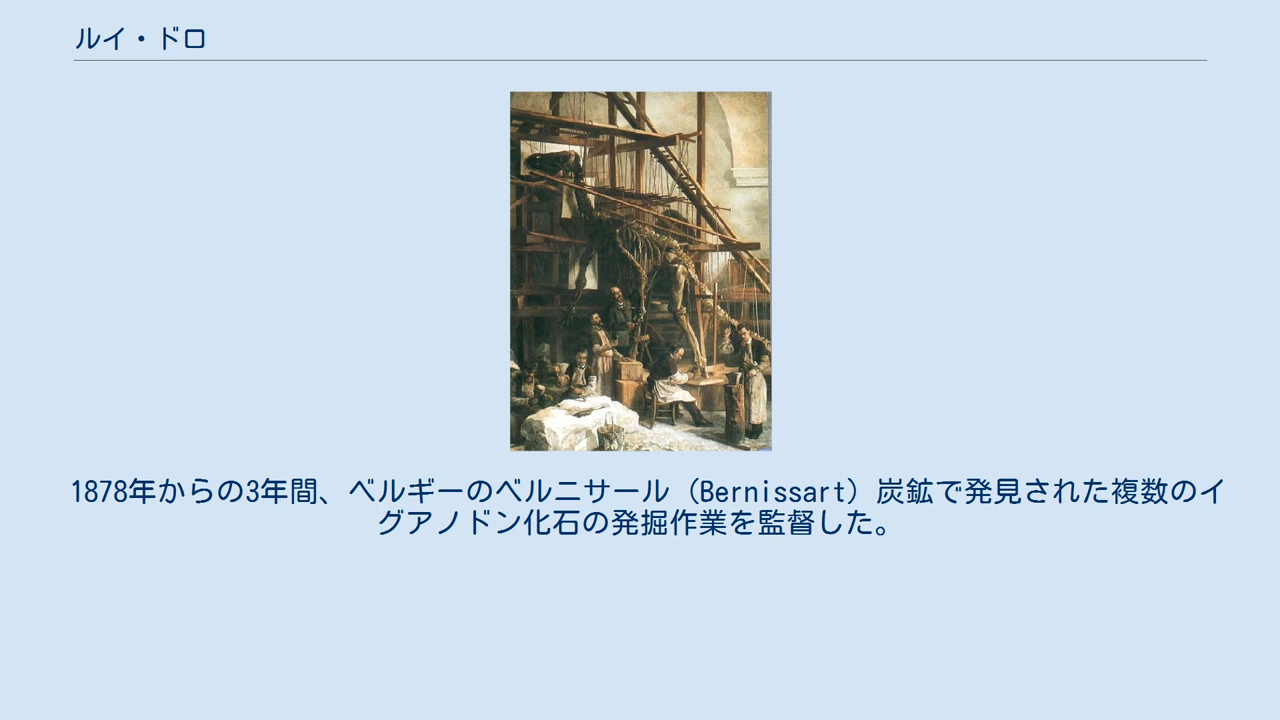 ルイ・ドロ
1878年からの3年間、ベルギーのベルニサール（Bernissart）炭鉱で発見された複数のイ
グアノドン化石の発掘作業を監督した。